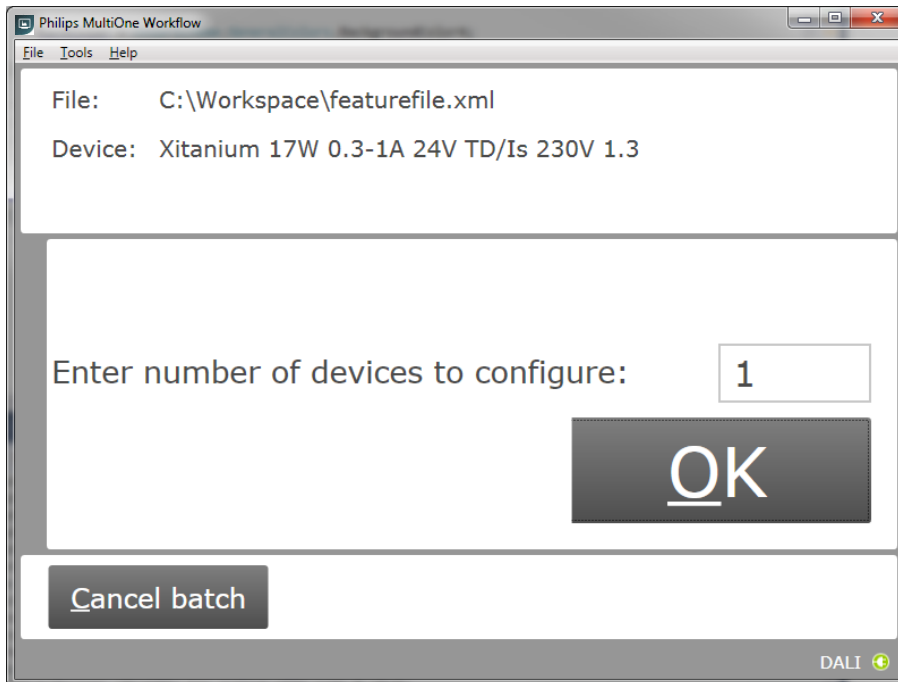 Philips MultiOne Workflow
File Tools Help
File: C:\Workspace\featurefile.xml
Device: Xitanium 17W 0.3-1A 24V TD/Is 230V 1.3
Enter number of devices to configure: 1
OK
Cancel batch
DALI